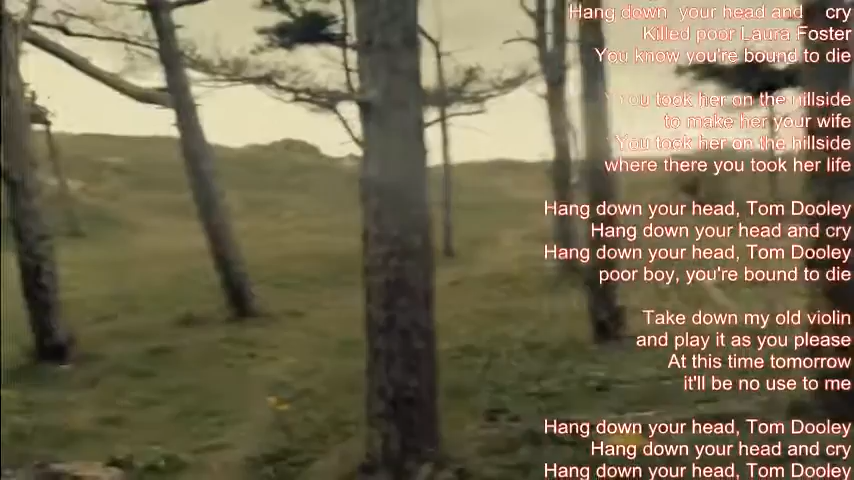 Hang down your head and cry
Killed poor Laura Foster
You know you're bound to die
You took her on the hillside
to make her your wife
You took her on the hillside
where there you took her life
Hang down your head, Tom Dooley
Hang down your head and cry
Hang down your head, Tom Dooley
poor boy, you're bound to die
Take down my old violin
and play it as you please
At this time tomorrow
it'll be no use to me
Hang down your head, Tom Dooley
Hang down your head and cry
Hang down your head, Tom Dooley